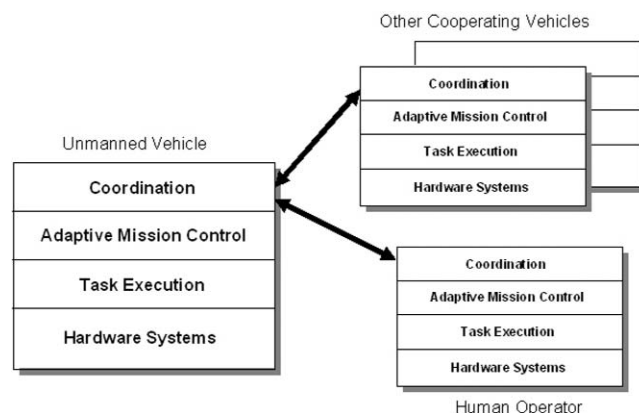 Other Cooperating Vehicles
Coordination
Adaptive Mission Control
Task Execution
Hardware Systems
Unmanned Vehicle
Coordination
Adaptive Mission Control
Task Execution
Hardware Systems
Coordination
Adaptive Mission Control
Task Execution
Hardware Systems
Human Operator